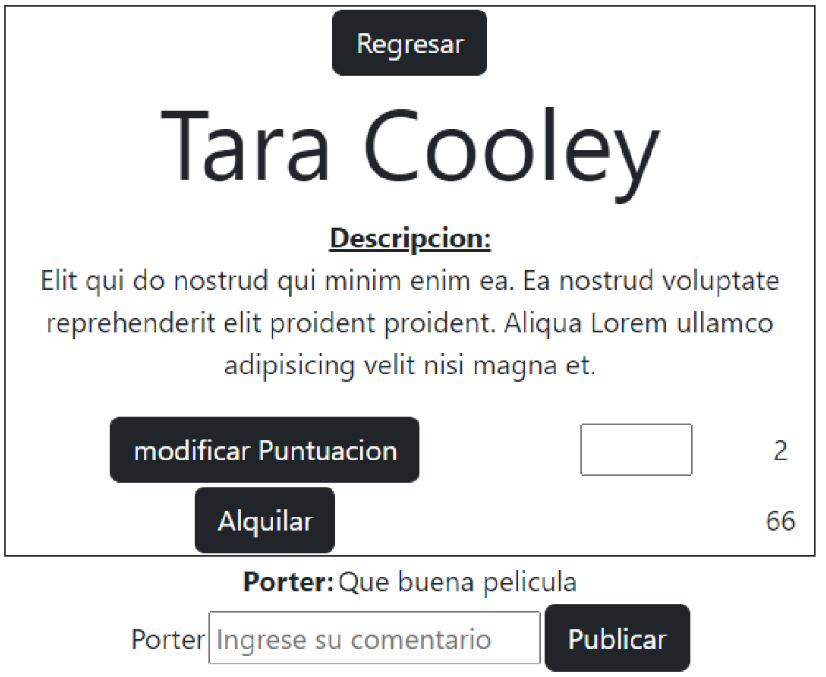 Regresar
Tara Cooley
Descripcion:
Elit qui do nostrud qui minim enim ea. Ea nostrud voluptate
reprehenderit elit proident proident. Aliqua Lorem ullamco
adipisicing velit nisi magna et.
modificar Puntuacion 2
Alquilar 66
Porter: Que buena pelicula
Porter Ingrese su comentario Publicar